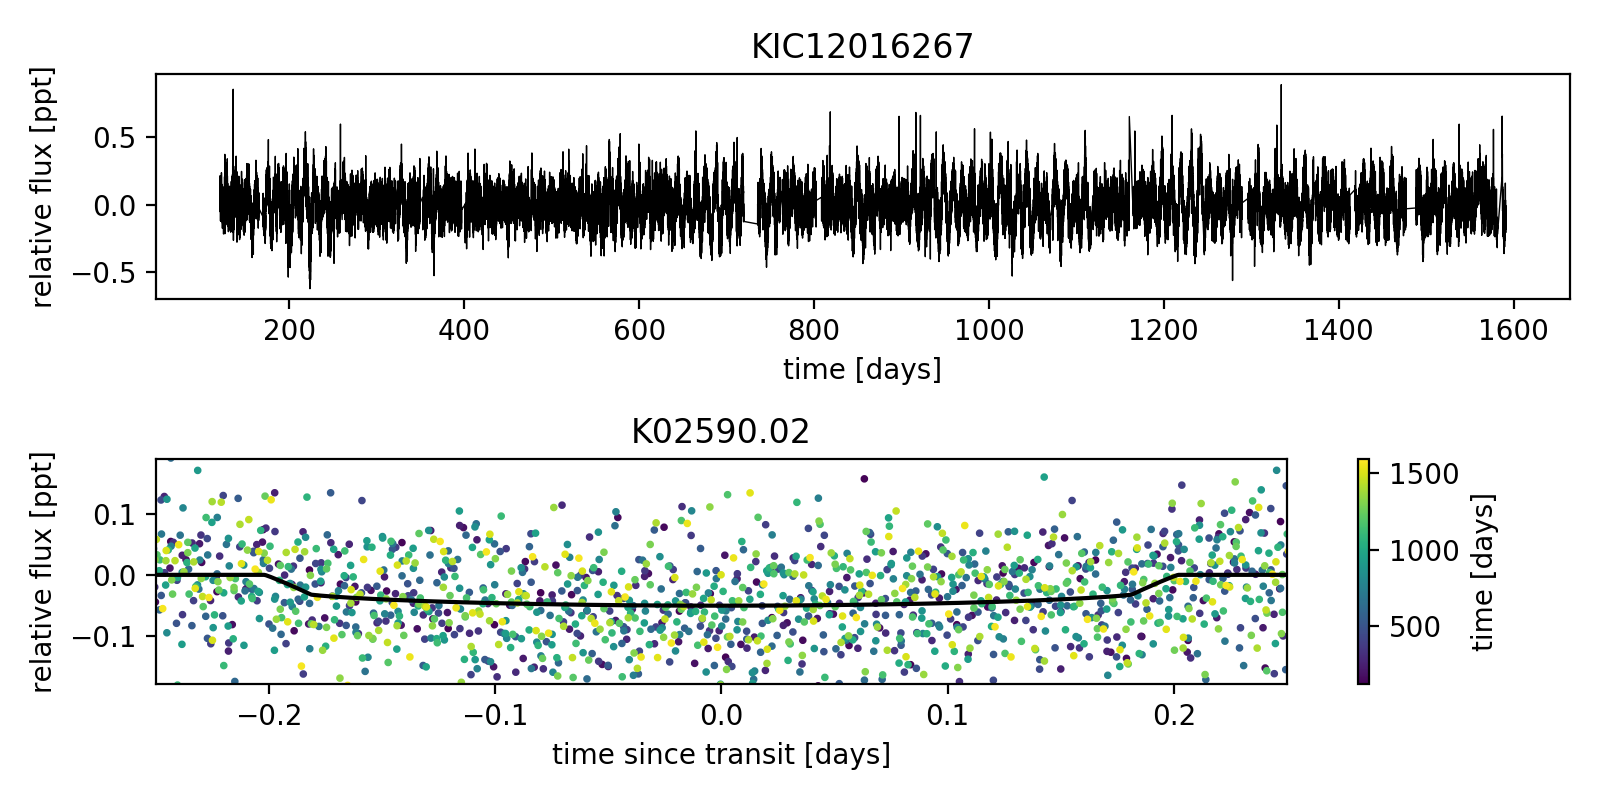 KIC12016267
relative flux [ppt]
0.5
0.0
−0.5
200 400 600 800 1000 1200 1400 1600
time [days]
K02590.02
relative flux [ppt]
0.1
0.0
−0.1
−0.2 −0.1 0.0 0.1 0.2
time since transit [days]
1500
1000
500
time [days]